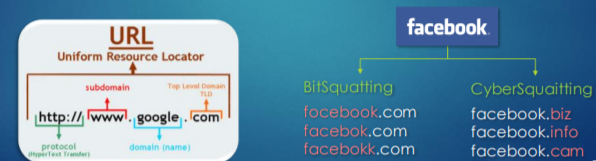 URL
Uniform Resource Locator
subdomain
Top Level Domain
TLD
http:// www . google . com
protocol
(HyperText Transfer)
domain (name)
facebook
BitSquatting
focebook.com
facebok.com
facebokk.com
CyberSquaitting
facebook.biz
facebook.info
facebook.cam